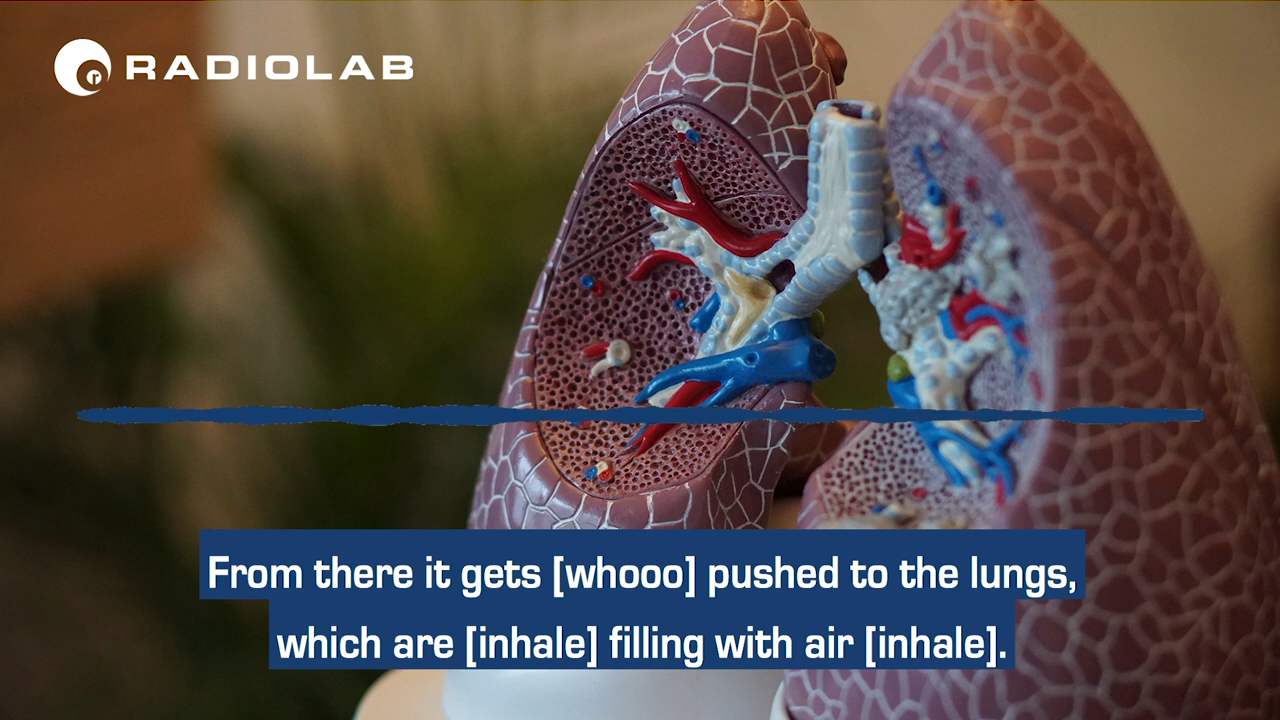 RADIOLAB
From there it gets [whooo] pushed to the lungs,
which are [inhale] filling with air [inhale].